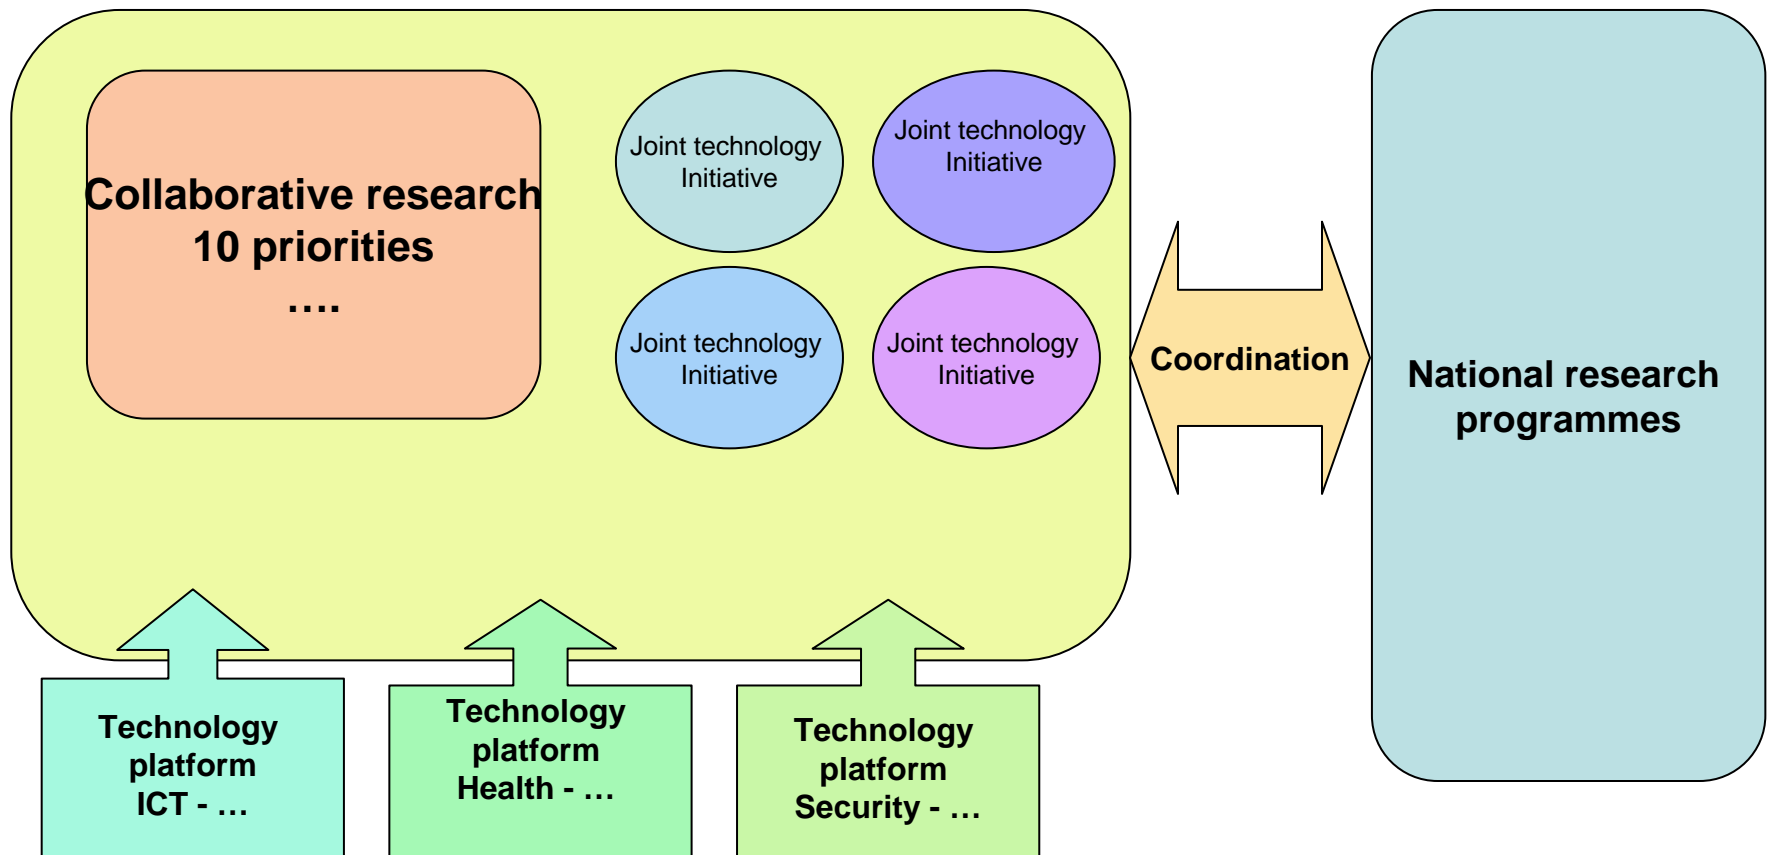 Collaborative research
10 priorities
….
Joint technology
Initiative
Joint technology
Initiative
Joint technology
Initiative
Joint technology
Initiative
Coordination
National research
programmes
Technology
platform
ICT - …
Technology
platform
Health - …
Technology
platform
Security - …